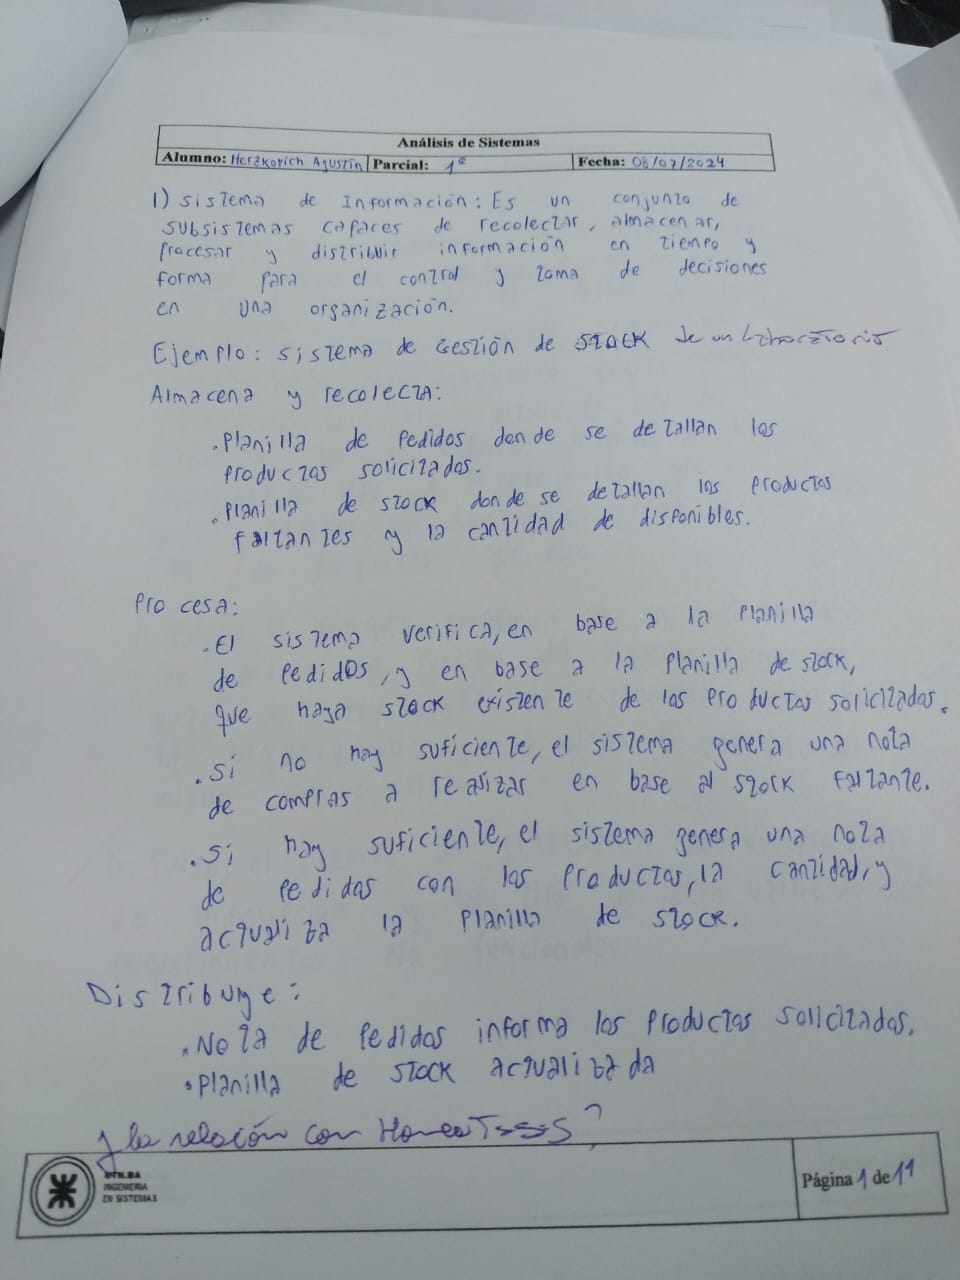 Análisis de Sistemas
Alumno: Herzkovich Agustín Parcial: 1º Fecha: 08/07/2024
1) Sistema de Información: Es un conjunto de
subsistemas capaces de recolectar, almacenar,
procesar y distribuir información en tiempo y
forma para el control y toma de decisiones
en una organización.
Ejemplo: sistema de Gestión de STOCK de un Laboratorio
Almacena y recolecta:
. Planilla de Pedidos donde se detallan los
Productos solicitados.
. Planilla de stock donde se detallan los productos
faltantes y la cantidad de disponibles.
Procesa:
. El sistema verifica, en base a la Planilla
de Pedidos, y en base a la Planilla de stock,
que haya stock existente de los productos solicitados.
. Si no hay suficiente, el sistema genera una nota
de compras a realizar en base al stock faltante.
. Si hay suficiente, el sistema genera una nota
de pedidos con los productos, la cantidad, y
actualiza la Planilla de stock.
Distribuye:
. Nota de Pedidos informa los productos solicitados.
. Planilla de stock actualizada
y la relación con
UTN.BA
INGENIERIA
EN SISTEMAS
Página 1 de 11